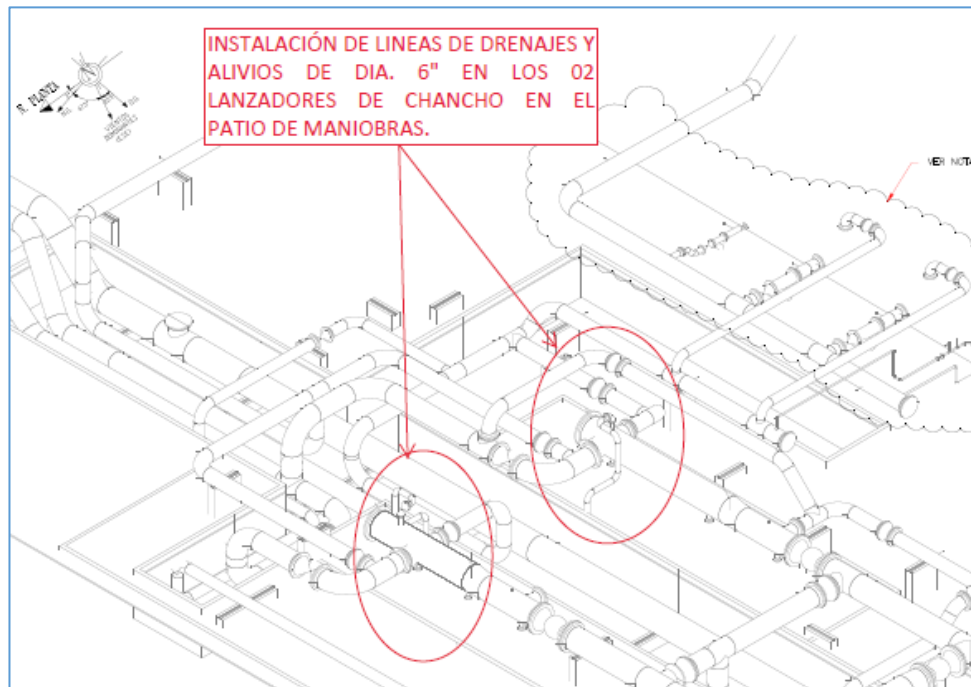 INSTALACIÓN DE LINEAS DE DRENAJES Y
ALIVIOS DE DIA. 6" EN LOS 02
LANZADORES DE CHANCHO EN EL
PATIO DE MANIOBRAS.
N. PLANTA
VER NOTA